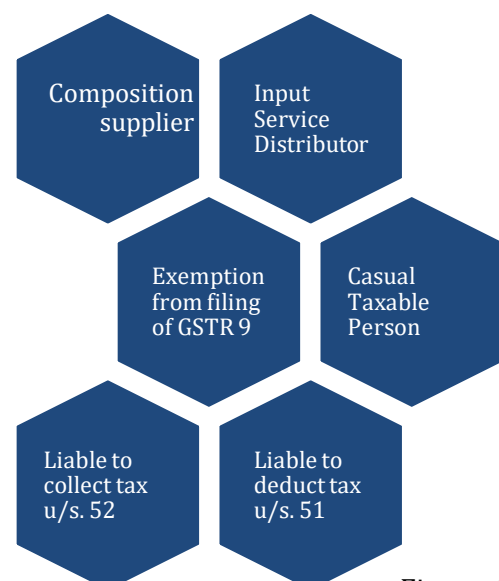 Composition
supplier
Input
Service
Distributor
Exemption
from filing
of GSTR 9
Casual
Taxable
Person
Liable to
collect tax
u/s. 52
Liable to
deduct tax
u/s. 51